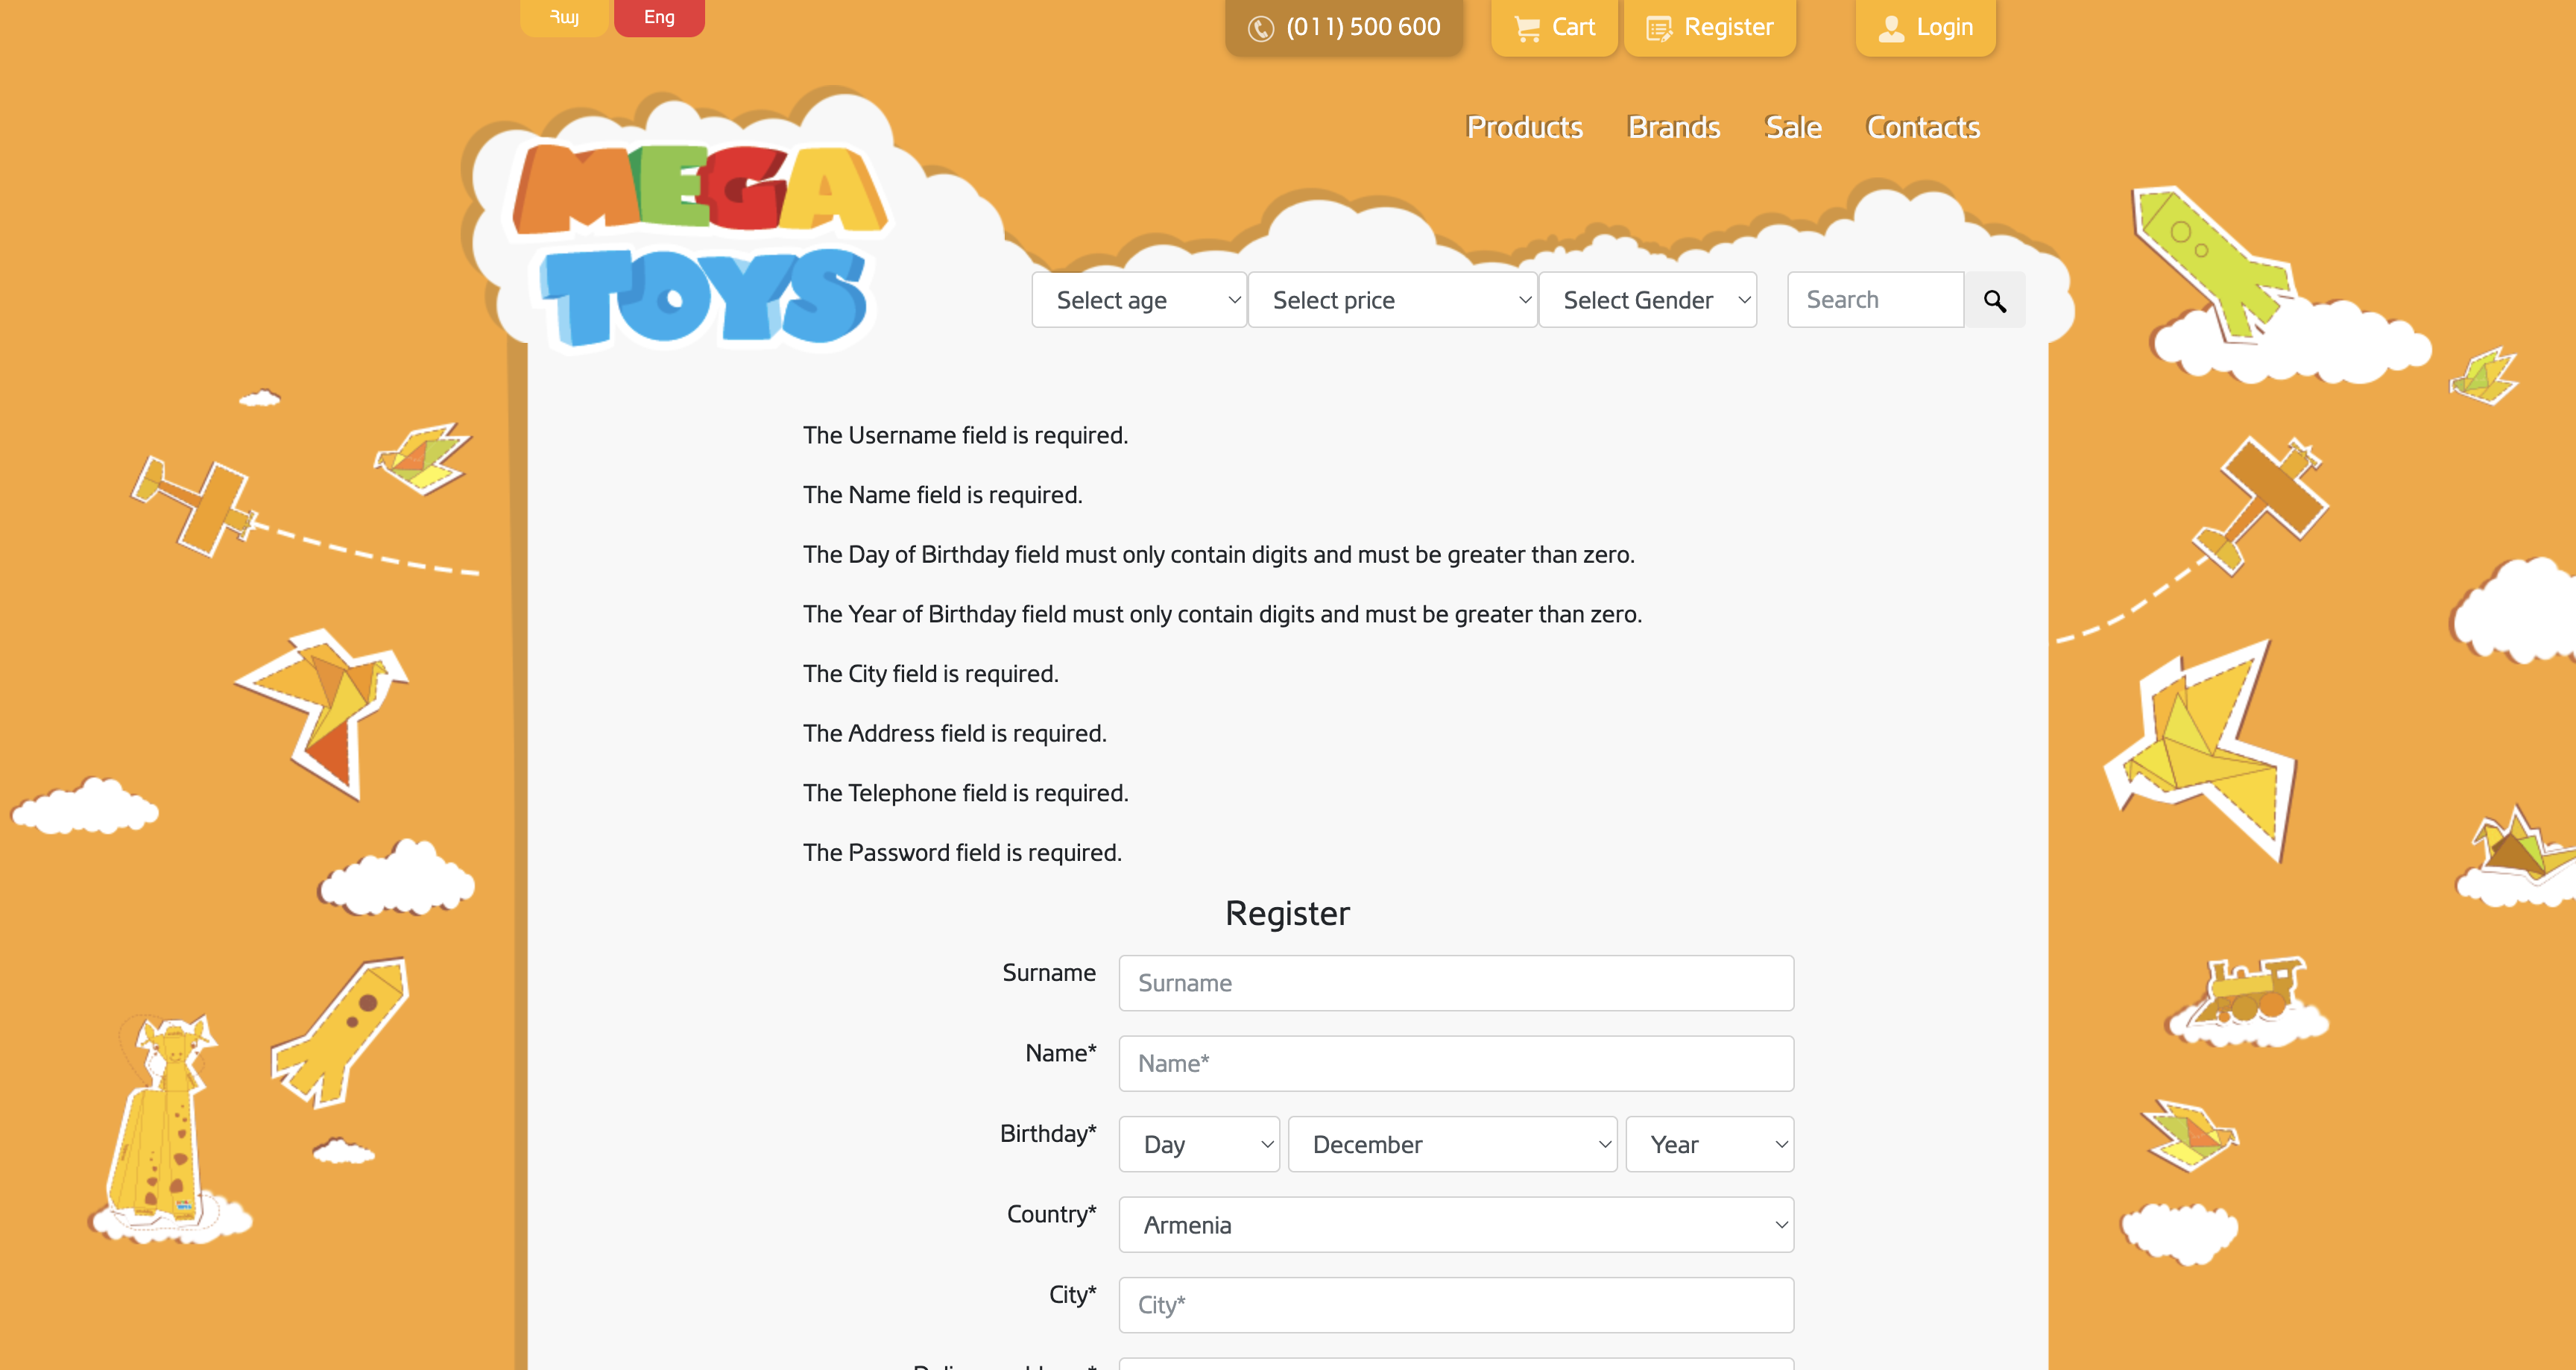 Հայ Eng (011) 500 600 Cart Register Login
Products Brands Sale Contacts
MEGA
TOYS
Select age Select price Select Gender Search
The Username field is required.
The Name field is required.
The Day of Birthday field must only contain digits and must be greater than zero.
The Year of Birthday field must only contain digits and must be greater than zero.
The City field is required.
The Address field is required.
The Telephone field is required.
The Password field is required.
Register
Surname Surname
Name* Name*
Birthday* Day December Year
Country* Armenia
City* City*